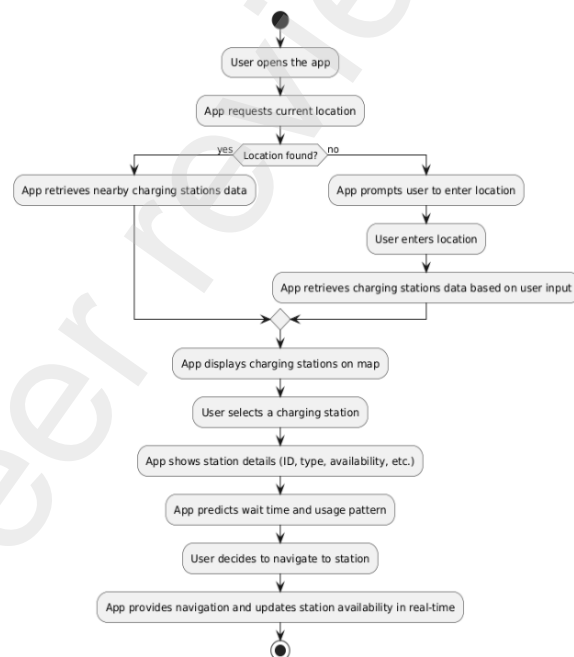 User opens the app
App requests current location
yes
Location found?
no
App retrieves nearby charging stations data
App prompts user to enter location
User enters location
App retrieves charging stations data based on user input
App displays charging stations on map
User selects a charging station
App shows station details (ID, type, availability, etc.)
App predicts wait time and usage pattern
User decides to navigate to station
App provides navigation and updates station availability in real-time
eer revie